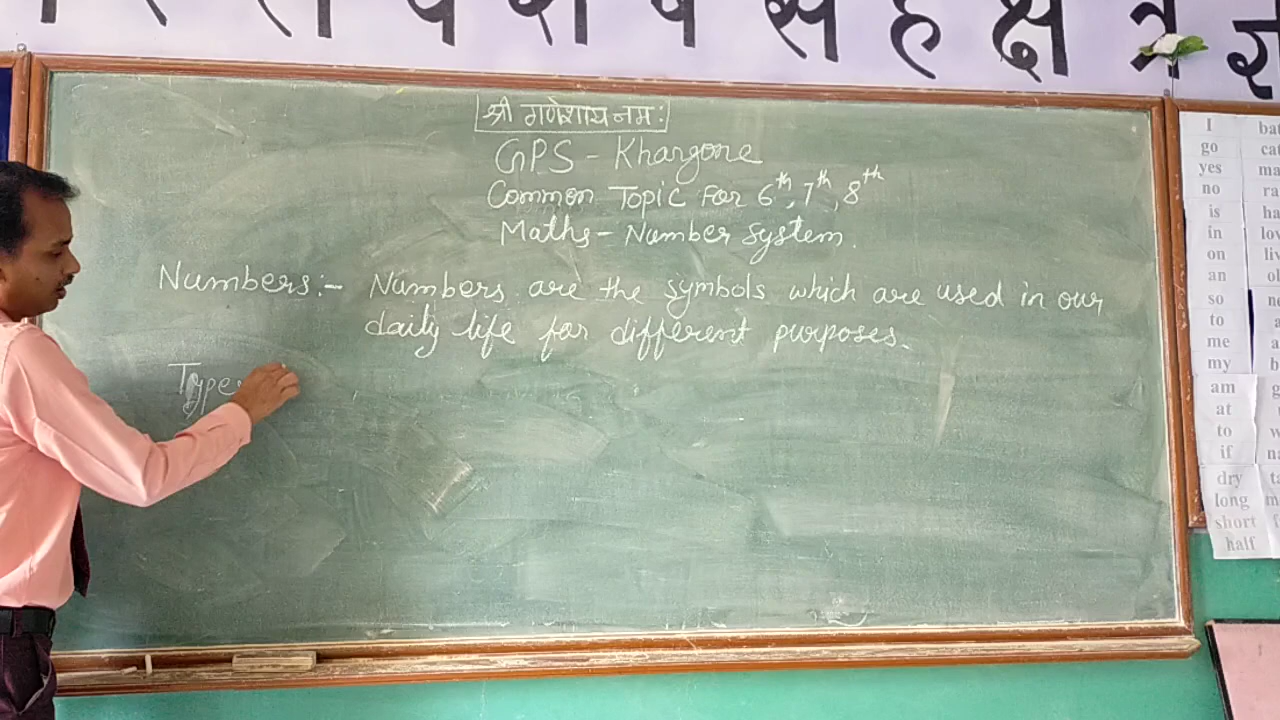 श्री गणेशाय नमः
GPS - Khargone
Common Topic For 6th, 7th, 8th
Maths - Number System.
Numbers:- Numbers are the symbols which are used in our
daily life for different purposes.
Type
स ह क्ष त्र ज्ञ
I
go
yes
no
is
in
on
an
so
to
me
my
am
at
to
if
dry
long
short
half